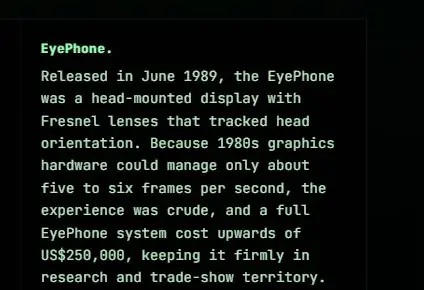 EyePhone.
Released in June 1989, the EyePhone
was a head-mounted display with
Fresnel lenses that tracked head
orientation. Because 1980s graphics
hardware could manage only about
five to six frames per second, the
experience was crude, and a full
EyePhone system cost upwards of
US$250,000, keeping it firmly in
research and trade-show territory.